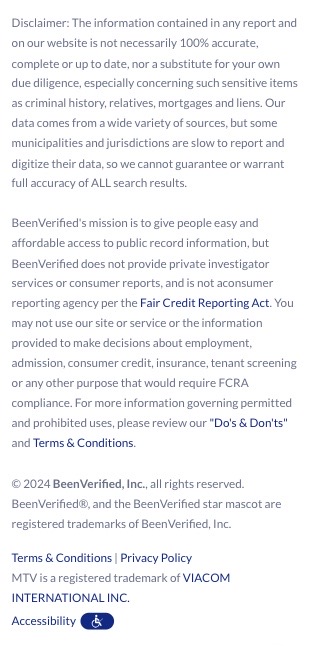 Disclaimer: The information contained in any report and
on our website is not necessarily 100% accurate,
complete or up to date, nor a substitute for your own
due diligence, especially concerning such sensitive items
as criminal history, relatives, mortgages and liens. Our
data comes from a wide variety of sources, but some
municipalities and jurisdictions are slow to report and
digitize their data, so we cannot guarantee or warrant
full accuracy of ALL search results.
BeenVerified's mission is to give people easy and
affordable access to public record information, but
BeenVerified does not provide private investigator
services or consumer reports, and is not aconsumer
reporting agency per the Fair Credit Reporting Act. You
may not use our site or service or the information
provided to make decisions about employment,
admission, consumer credit, insurance, tenant screening
or any other purpose that would require FCRA
compliance. For more information governing permitted
and prohibited uses, please review our "Do's & Don'ts"
and Terms & Conditions.
© 2024 BeenVerified, Inc., all rights reserved.
BeenVerified®, and the BeenVerified star mascot are
registered trademarks of BeenVerified, Inc.
Terms & Conditions | Privacy Policy
MTV is a registered trademark of VIACOM
INTERNATIONAL INC.
Accessibility